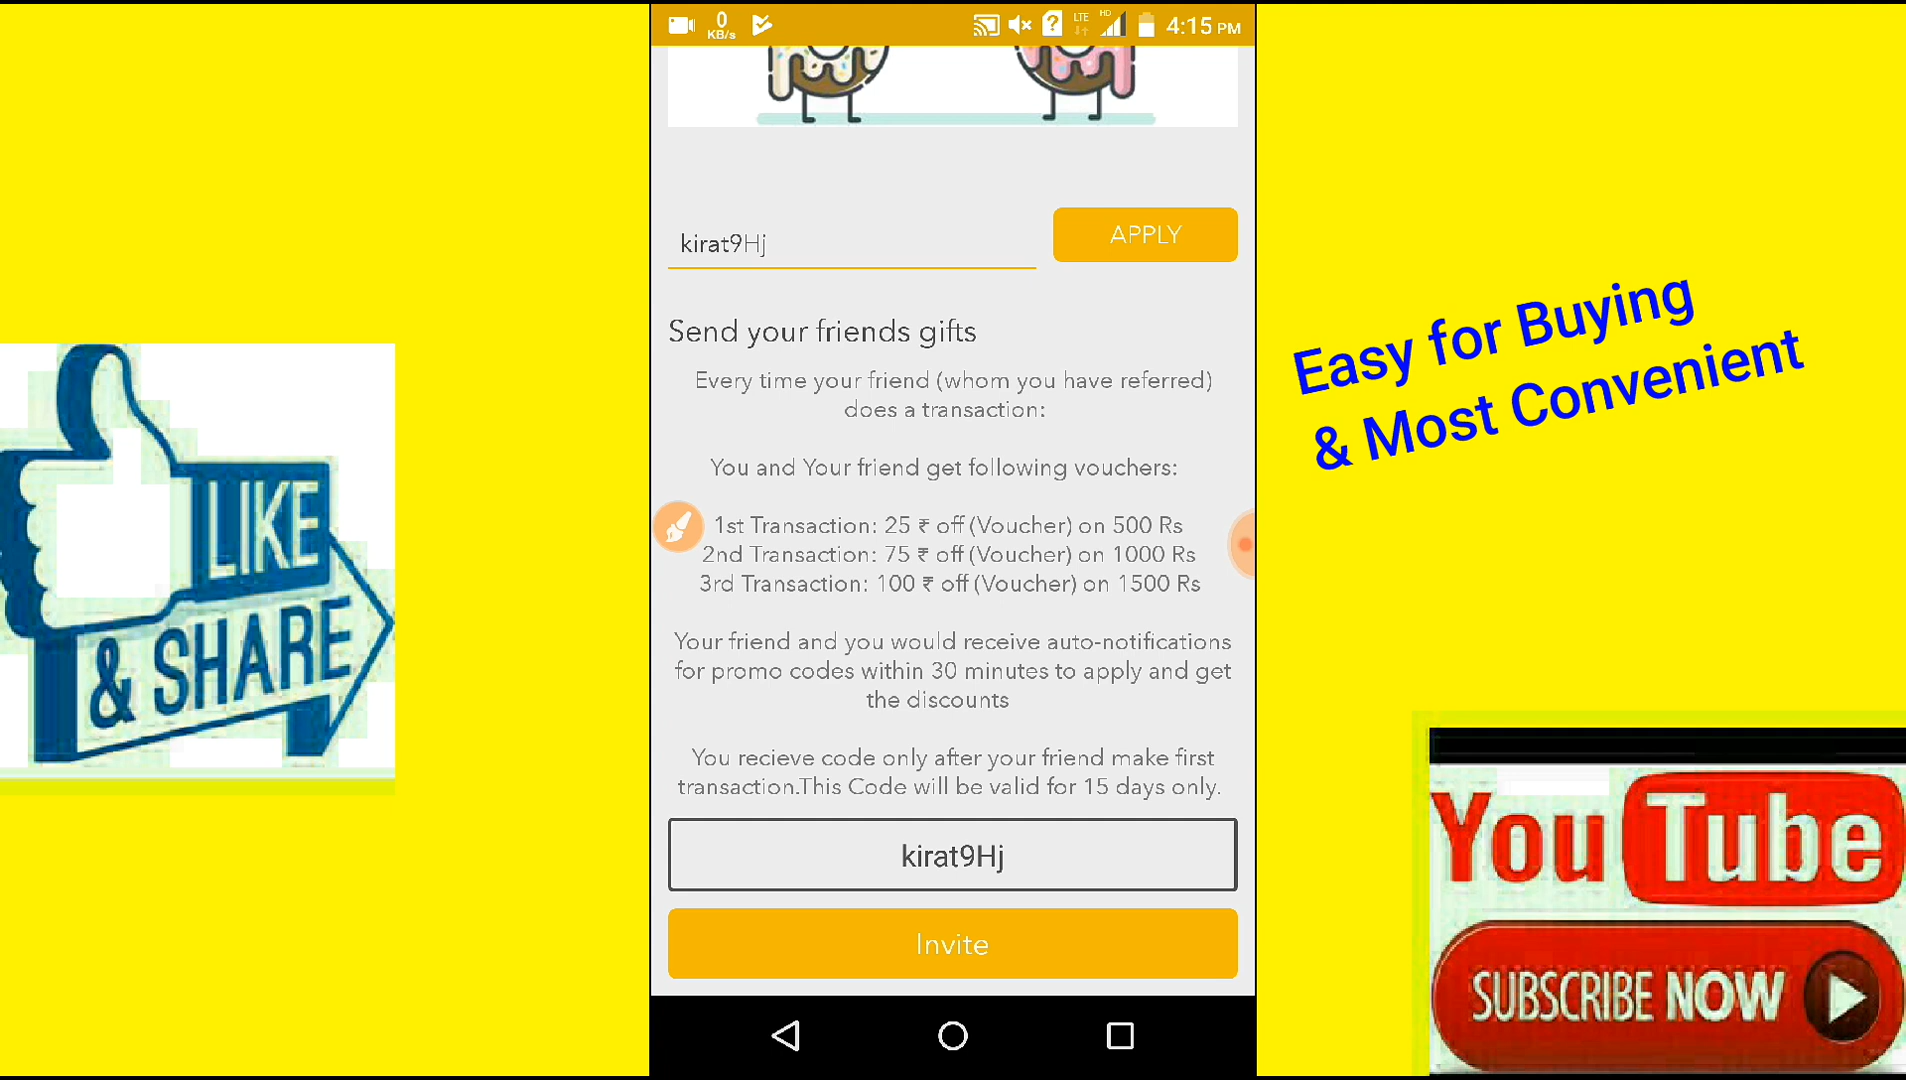 0
KB/s
LTE
HD
4:15 PM
kirat9Hj
APPLY
Send your friends gifts
Every time your friend (whom you have referred)
does a transaction:
You and Your friend get following vouchers:
1st Transaction: 25 ₹ off (Voucher) on 500 Rs
2nd Transaction: 75 ₹ off (Voucher) on 1000 Rs
3rd Transaction: 100 ₹ off (Voucher) on 1500 Rs
Your friend and you would receive auto-notifications
for promo codes within 30 minutes to apply and get
the discounts
You recieve code only after your friend make first
transaction.This Code will be valid for 15 days only.
kirat9Hj
Invite
LIKE
& SHARE
Easy for Buying
& Most Convenient
YouTube
SUBSCRIBE NOW